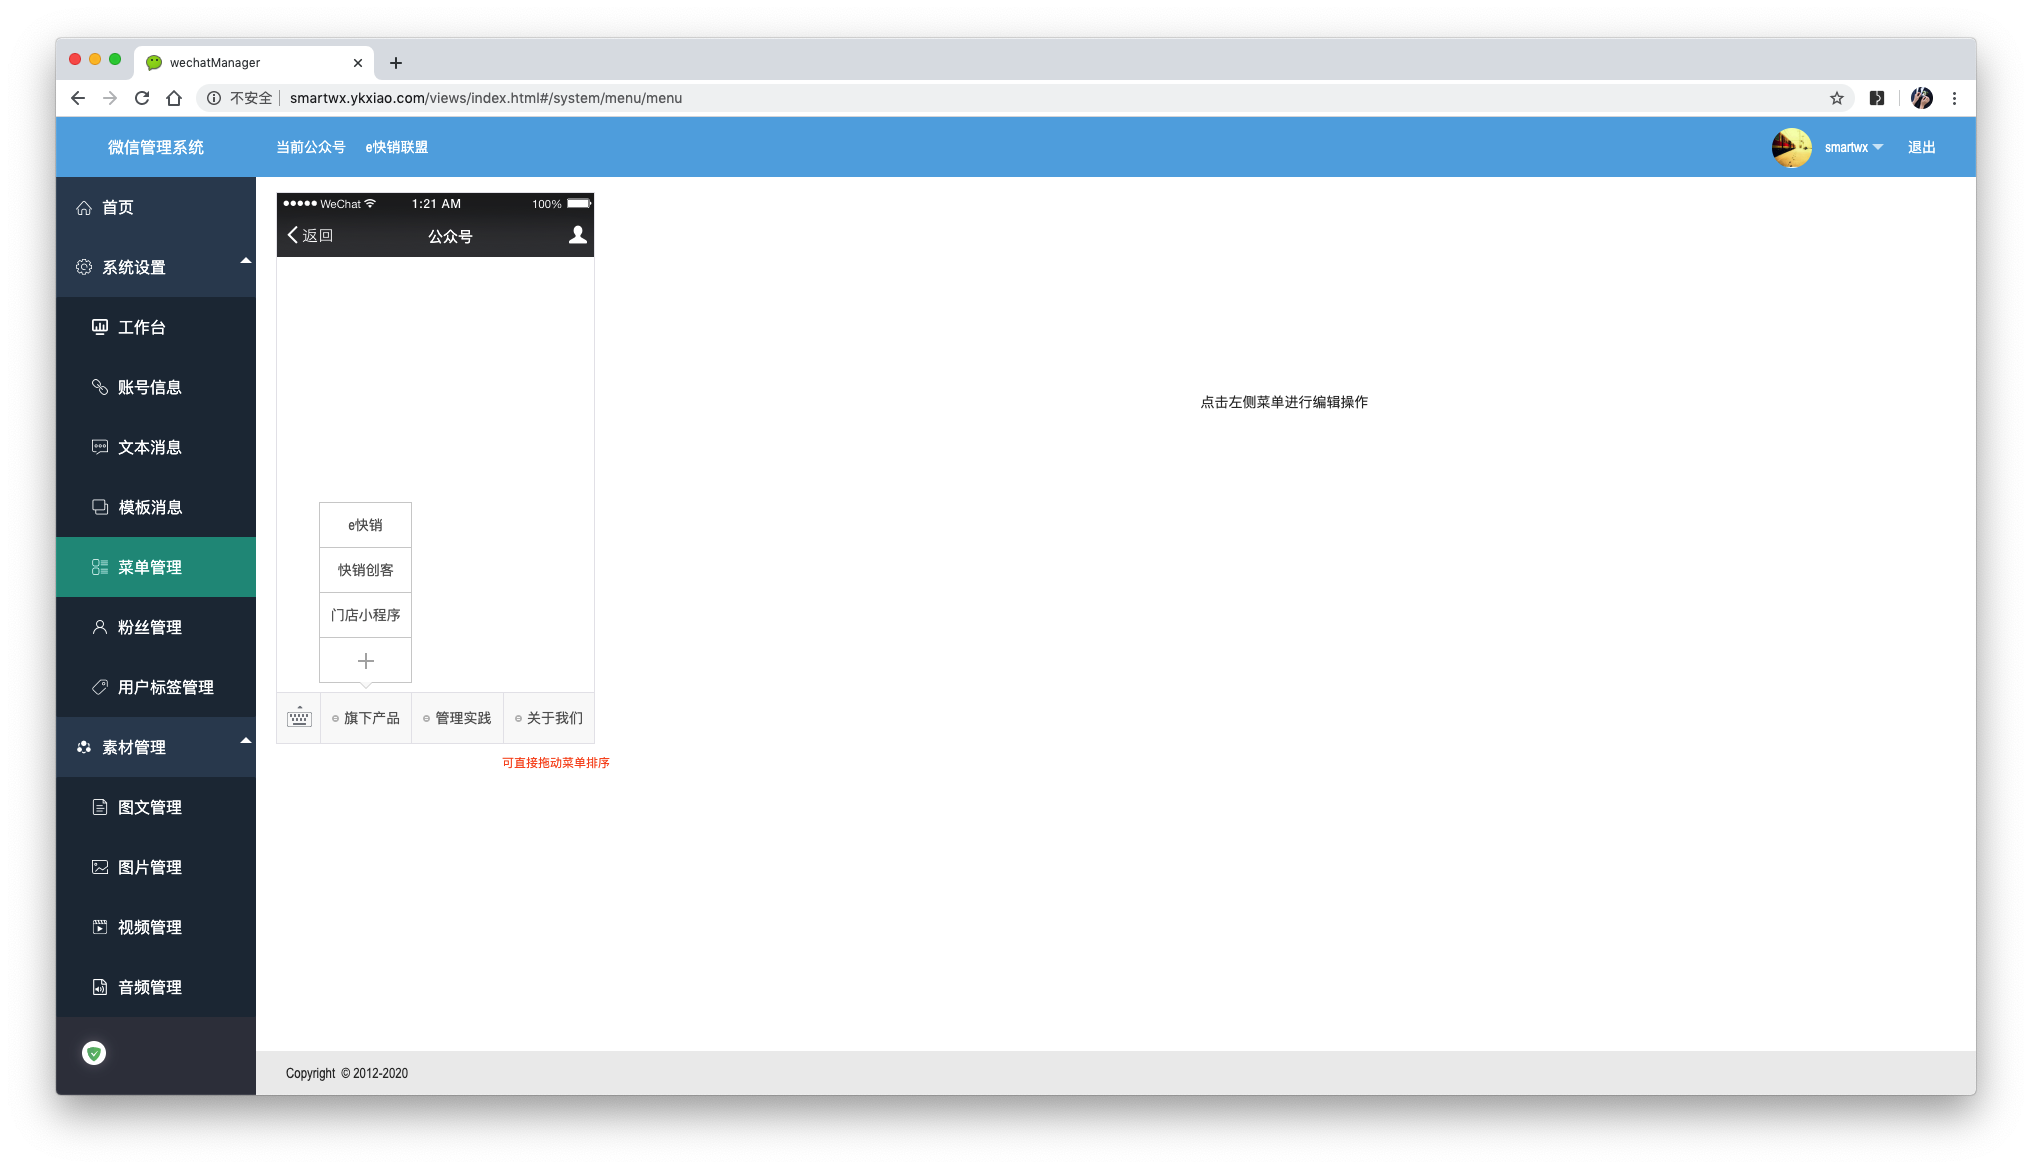 wechatManager
不安全
smartwx.ykxiao.com/views/index.html#/system/menu/menu
微信管理系统
当前公众号 e快销联盟
smartwx
退出
首页
系统设置
工作台
账号信息
文本消息
模板消息
菜单管理
粉丝管理
用户标签管理
素材管理
图文管理
图片管理
视频管理
音频管理
WeChat 1:21 AM 100%
返回 公众号
e快销
快销创客
门店小程序
旗下产品 管理实践 关于我们
可直接拖动菜单排序
点击左侧菜单进行编辑操作
Copyright © 2012-2020